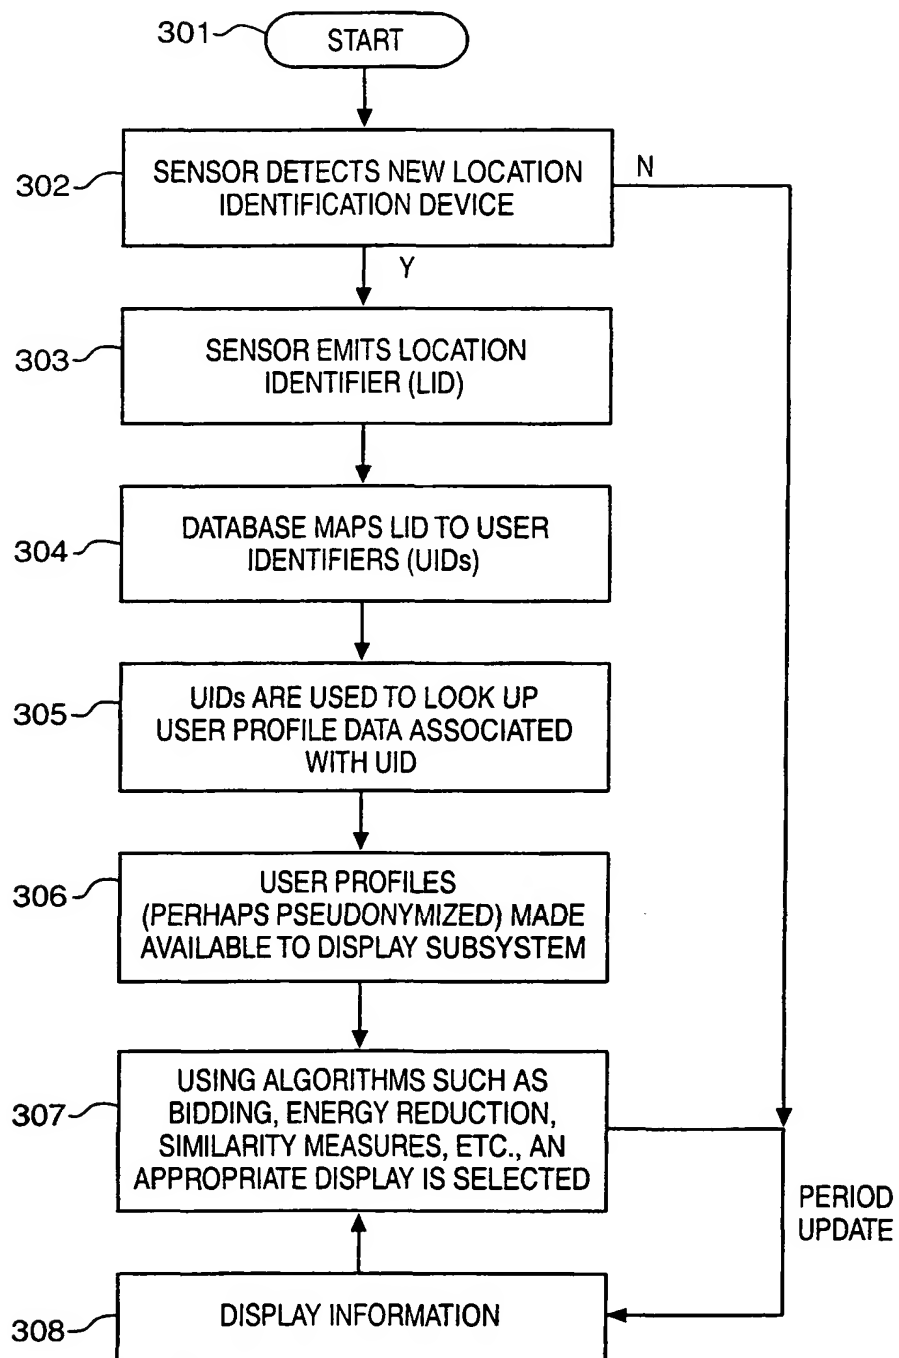 301
START
302
SENSOR DETECTS NEW LOCATION
IDENTIFICATION DEVICE
N
Y
303
SENSOR EMITS LOCATION
IDENTIFIER (LID)
304
DATABASE MAPS LID TO USER
IDENTIFIERS (UIDs)
305
UIDs ARE USED TO LOOK UP
USER PROFILE DATA ASSOCIATED
WITH UID
306
USER PROFILES
(PERHAPS PSEUDONYMIZED) MADE
AVAILABLE TO DISPLAY SUBSYSTEM
307
USING ALGORITHMS SUCH AS
BIDDING, ENERGY REDUCTION,
SIMILARITY MEASURES, ETC., AN
APPROPRIATE DISPLAY IS SELECTED
PERIOD
UPDATE
308
DISPLAY INFORMATION